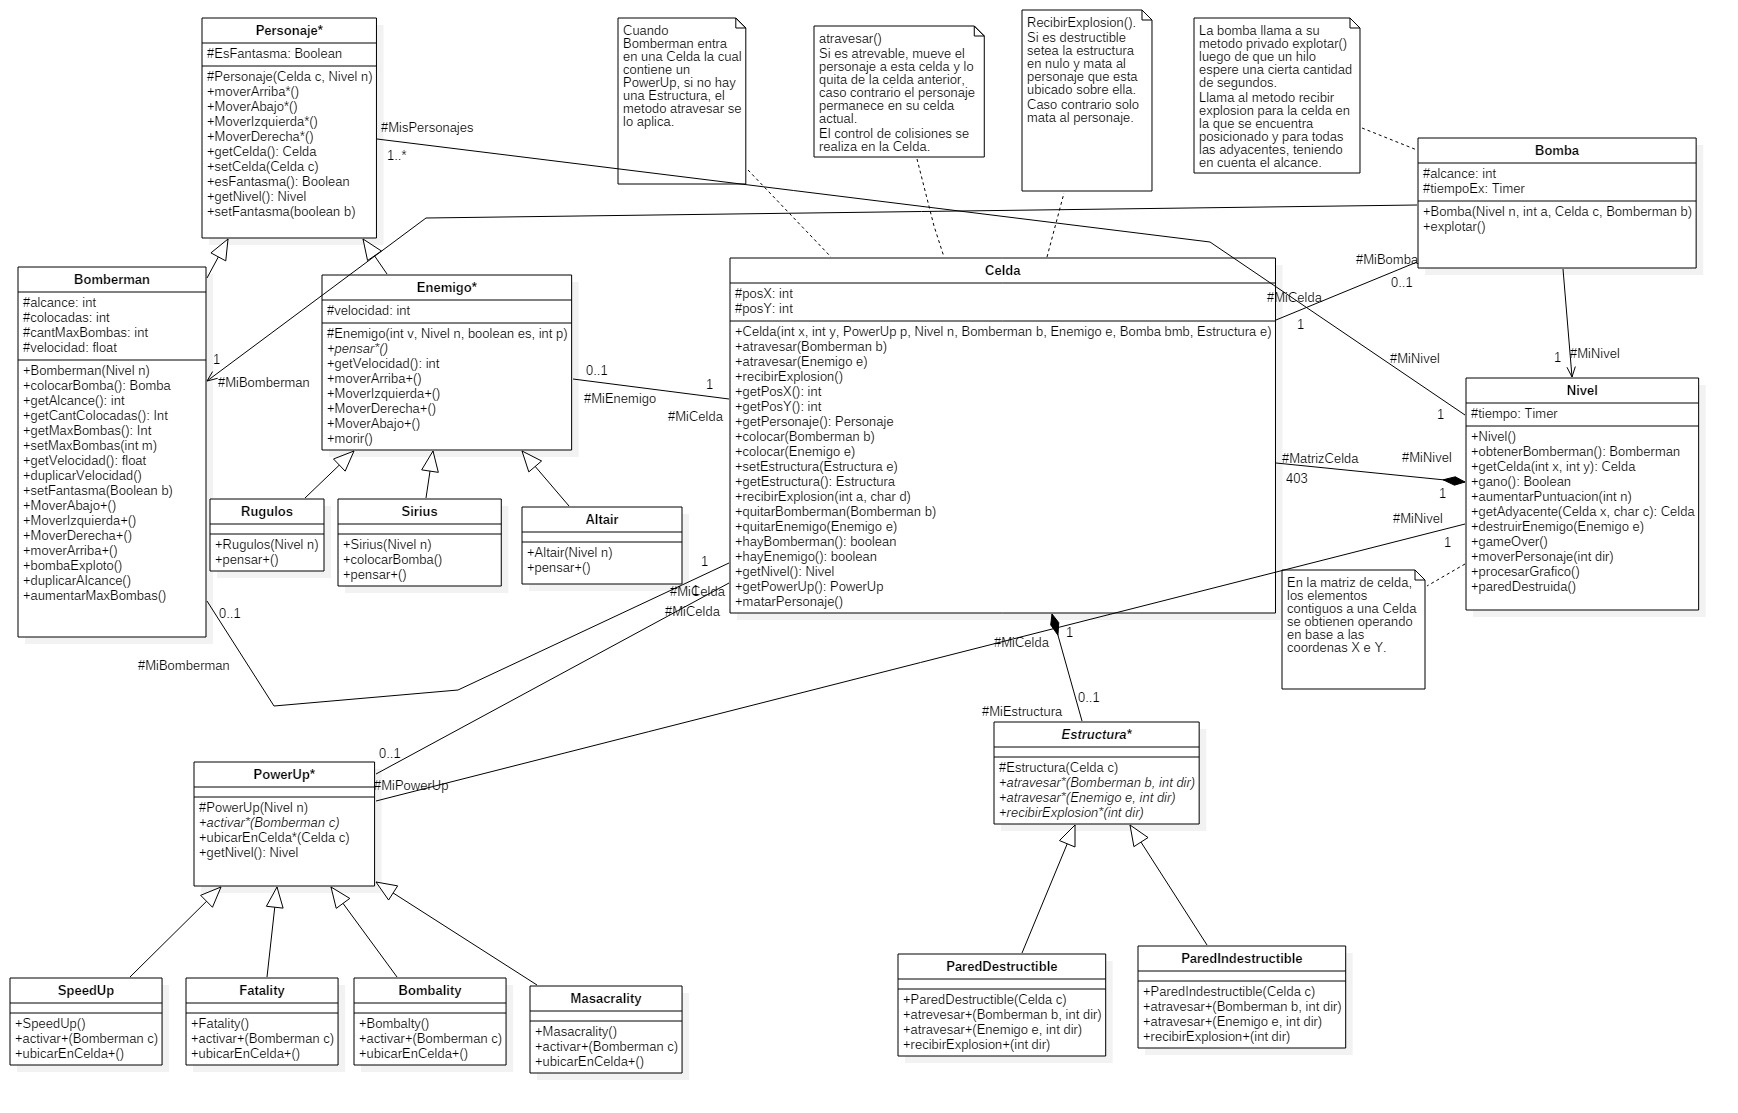 Personaje*
#EsFantasma: Boolean
#Personaje(Celda c, Nivel n)
+moverArriba*()
+MoverAbajo*()
+MoverIzquierda*()
+MoverDerecha*()
+getCelda(): Celda
+setCelda(Celda c)
+esFantasma(): Boolean
+getNivel(): Nivel
+setFantasma(boolean b)
#MisPersonajes
1..*
Cuando
Bomberman entra
en una Celda la cual
contiene un
PowerUp, si no hay
una Estructura, el
metodo atravesar se
lo aplica.
atravesar()
Si es atrevable, mueve el
personaje a esta celda y lo
quita de la celda anterior,
caso contrario el personaje
permanece en su celda
actual.
El control de colisiones se
realiza en la Celda.
RecibirExplosion().
Si es destructible
setea la estructura
en nulo y mata al
personaje que esta
ubicado sobre ella.
Caso contrario solo
mata al personaje.
La bomba llama a su
metodo privado explotar()
luego de que un hilo
espere una cierta cantidad
de segundos.
Llama al metodo recibir
explosion para la celda en
la que se encuentra
posicionado y para todas
las adyacentes, teniendo
en cuenta el alcance.
Bomba
#alcance: int
#tiempoEx: Timer
+Bomba(Nivel n, int a, Celda c, Bomberman b)
+explotar()
#MiBomba
0..1
#MiCelda
1
1
#MiNivel
Bomberman
#alcance: int
#colocadas: int
#cantMaxBombas: int
#velocidad: float
+Bomberman(Nivel n)
+colocarBomba(): Bomba
+getAlcance(): int
+getCantColocadas(): Int
+getMaxBombas(): Int
+setMaxBombas(int m)
+getVelocidad(): float
+duplicarVelocidad()
+setFantasma(Boolean b)
+MoverAbajo+()
+MoverIzquierda+()
+MoverDerecha+()
+moverArriba+()
+bombaExploto()
+duplicarAlcance()
+aumentarMaxBombas()
1
#MiBomberman
0..1
#MiBomberman
Enemigo*
#velocidad: int
#Enemigo(int v, Nivel n, boolean es, int p)
+pensar*()
+getVelocidad(): int
+moverArriba+()
+MoverIzquierda+()
+MoverDerecha+()
+MoverAbajo+()
+morir()
0..1
#MiEnemigo
1
#MiCelda
Rugulos
+Rugulos(Nivel n)
+pensar+()
Sirius
+Sirius(Nivel n)
+colocarBomba()
+pensar+()
Altair
+Altair(Nivel n)
+pensar+()
Celda
#posX: int
#posY: int
+Celda(int x, int y, PowerUp p, Nivel n, Bomberman b, Enemigo e, Bomba bmb, Estructura e)
+atravesar(Bomberman b)
+atravesar(Enemigo e)
+recibirExplosion()
+getPosX(): int
+getPosY(): int
+getPersonaje(): Personaje
+colocar(Bomberman b)
+colocar(Enemigo e)
+setEstructura(Estructura e)
+getEstructura(): Estructura
+recibirExplosion(int a, char d)
+quitarBomberman(Bomberman b)
+quitarEnemigo(Enemigo e)
+hayBomberman(): boolean
+hayEnemigo(): boolean
+getNivel(): Nivel
+getPowerUp(): PowerUp
+matarPersonaje()
1
#MiCelda
1
#MiCelda
#MiNivel
1
#MatrizCelda
403
#MiNivel
1
#MiNivel
1
Nivel
#tiempo: Timer
+Nivel()
+obtenerBomberman(): Bomberman
+getCelda(int x, int y): Celda
+gano(): Boolean
+aumentarPuntuacion(int n)
+getAdyacente(Celda x, char c): Celda
+destruirEnemigo(Enemigo e)
+gameOver()
+moverPersonaje(int dir)
+procesarGrafico()
+paredDestruida()
En la matriz de celda,
los elementos
contiguos a una Celda
se obtienen operando
en base a las
coordenas X e Y.
1
#MiCelda
0..1
#MiEstructura
Estructura*
#Estructura(Celda c)
+atravesar*(Bomberman b, int dir)
+atravesar*(Enemigo e, int dir)
+recibirExplosion*(int dir)
0..1
#MiPowerUp
PowerUp*
#PowerUp(Nivel n)
+activar*(Bomberman c)
+ubicarEnCelda*(Celda c)
+getNivel(): Nivel
SpeedUp
+SpeedUp()
+activar+(Bomberman c)
+ubicarEnCelda+()
Fatality
+Fatality()
+activar+(Bomberman c)
+ubicarEnCelda+()
Bombality
+Bombalty()
+activar+(Bomberman c)
+ubicarEnCelda+()
Masacrality
+Masacrality()
+activar+(Bomberman c)
+ubicarEnCelda+()
ParedDestructible
+ParedDestructible(Celda c)
+atrevesar+(Bomberman b, int dir)
+atravesar+(Enemigo e, int dir)
+recibirExplosion+(int dir)
ParedIndestructible
+ParedIndestructible(Celda c)
+atravesar+(Bomberman b, int dir)
+atravesar+(Enemigo e, int dir)
+recibirExplosion+(int dir)